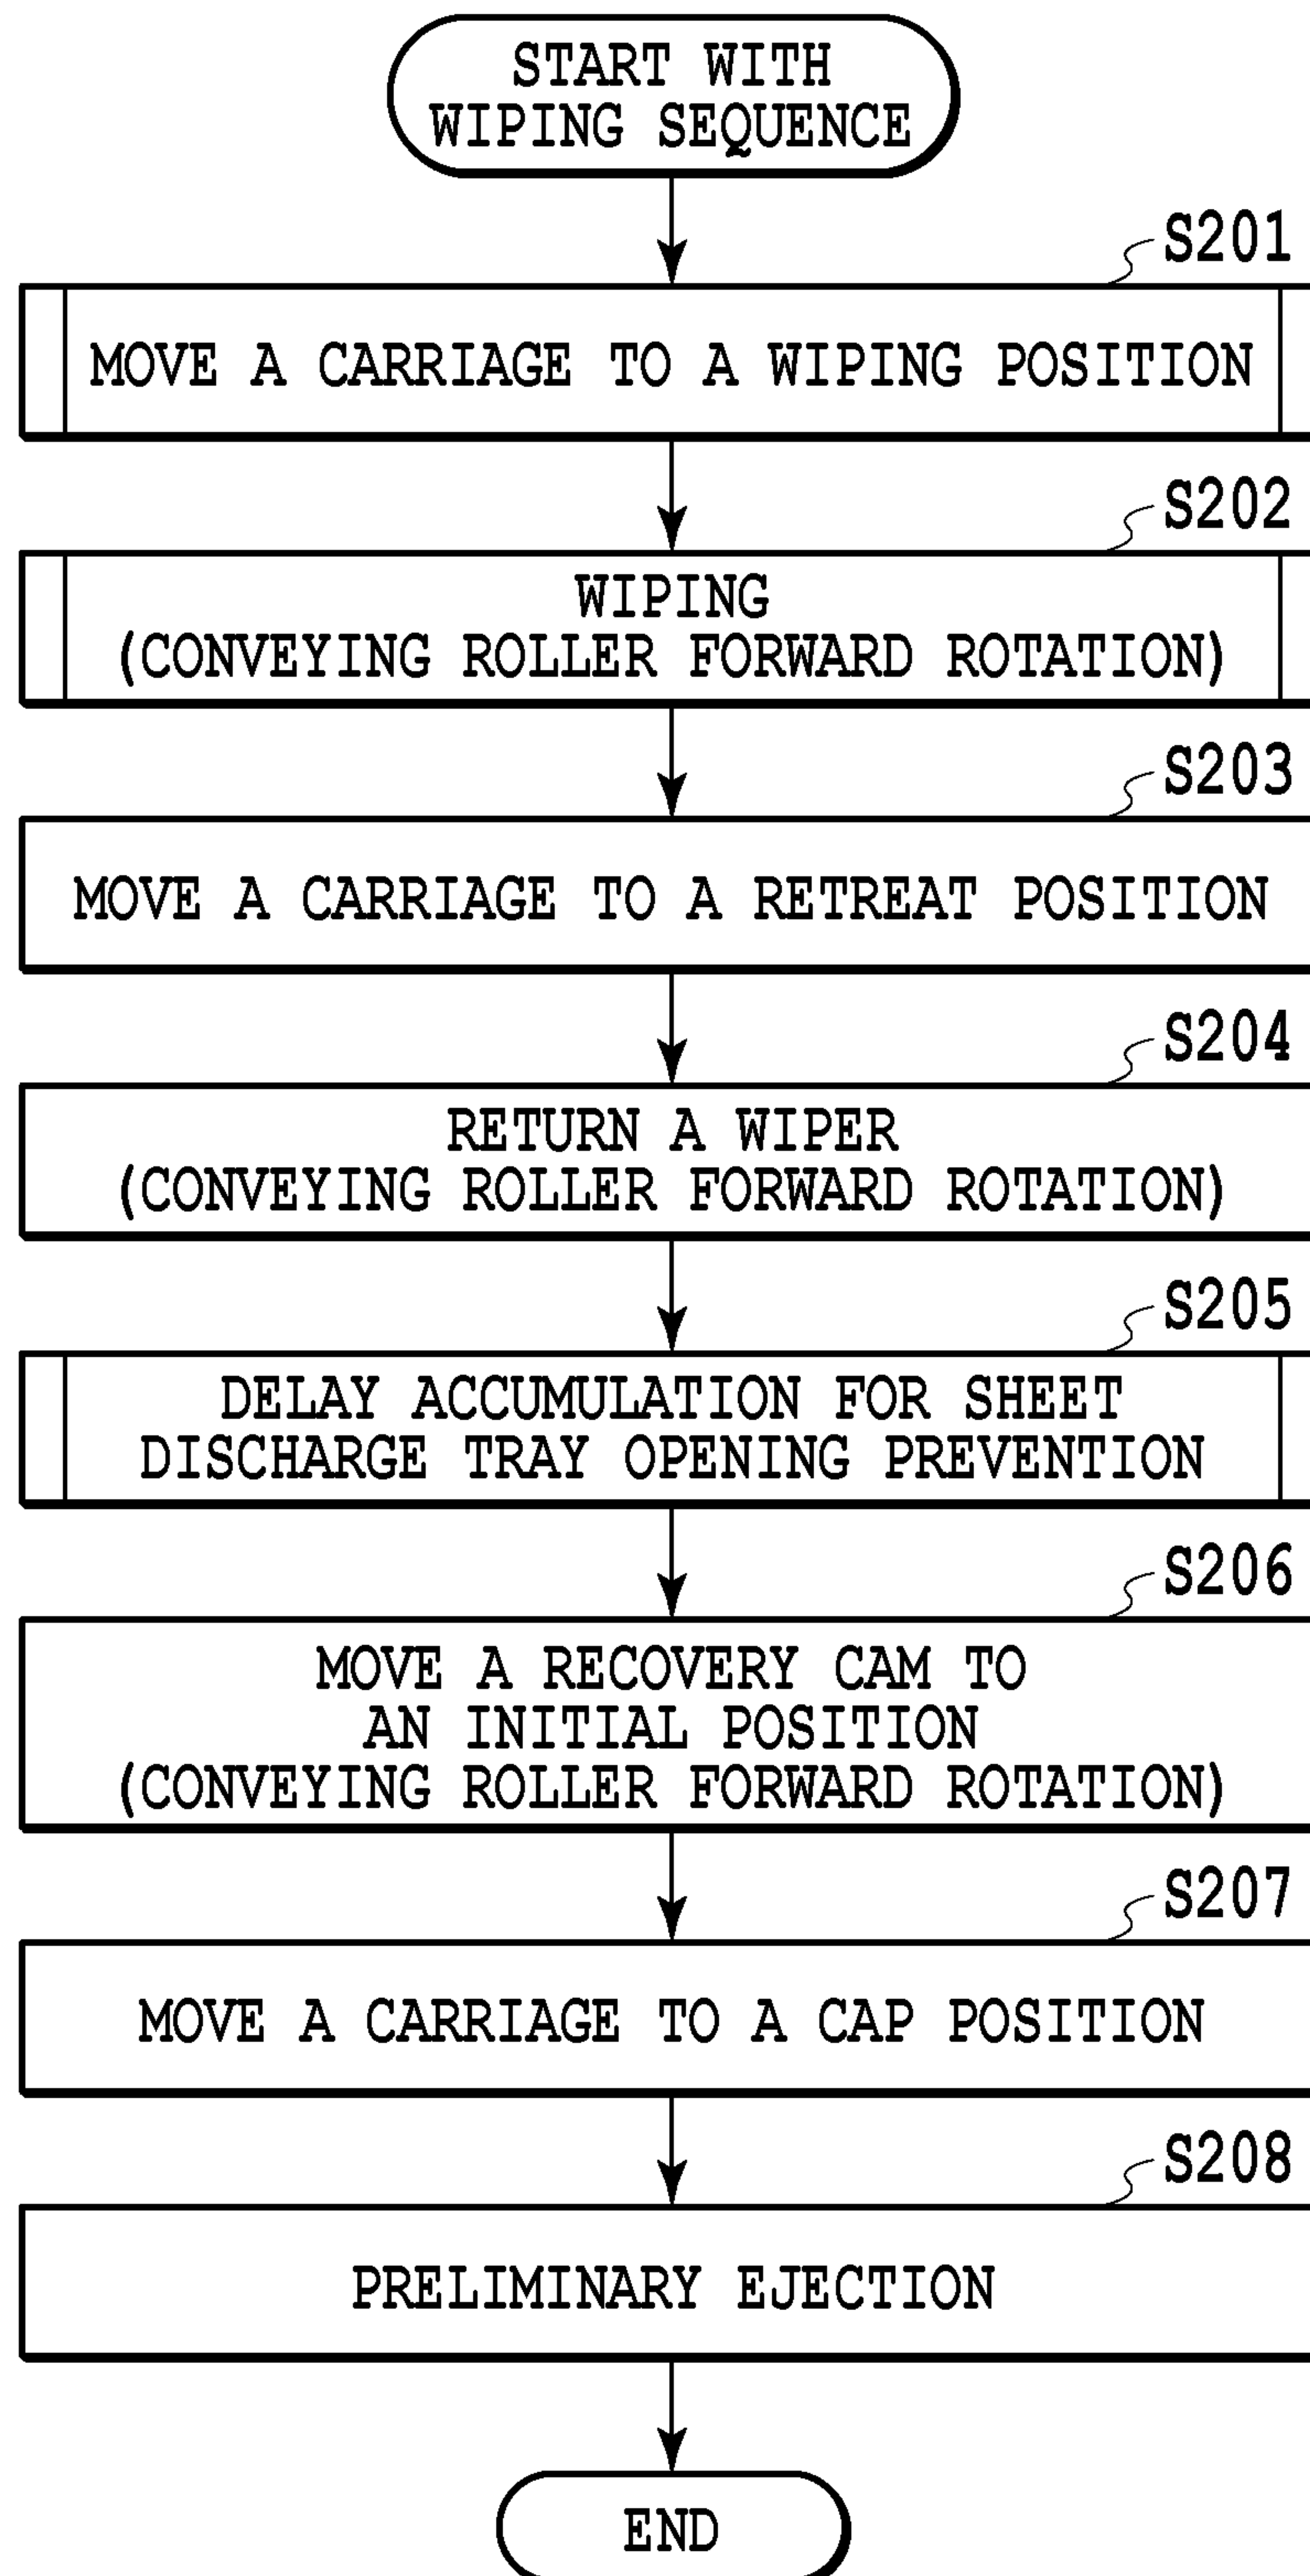 START WITH
WIPING SEQUENCE
S201
MOVE A CARRIAGE TO A WIPING POSITION
S202
WIPING
(CONVEYING ROLLER FORWARD ROTATION)
S203
MOVE A CARRIAGE TO A RETREAT POSITION
S204
RETURN A WIPER
(CONVEYING ROLLER FORWARD ROTATION)
S205
DELAY ACCUMULATION FOR SHEET
DISCHARGE TRAY OPENING PREVENTION
S206
MOVE A RECOVERY CAM TO
AN INITIAL POSITION
(CONVEYING ROLLER FORWARD ROTATION)
S207
MOVE A CARRIAGE TO A CAP POSITION
S208
PRELIMINARY EJECTION
END